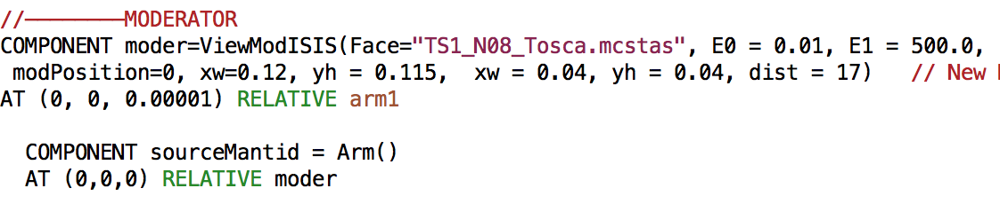 //————————MODERATOR
COMPONENT moder=ViewModISIS(Face="TS1_N08_Tosca.mcstas", E0 = 0.01, E1 = 500.0,
modPosition=0, xw=0.12, yh = 0.115,  xw = 0.04, yh = 0.04, dist = 17)   // New
AT (0, 0, 0.00001) RELATIVE arm1
COMPONENT sourceMantid = Arm()
AT (0,0,0) RELATIVE moder